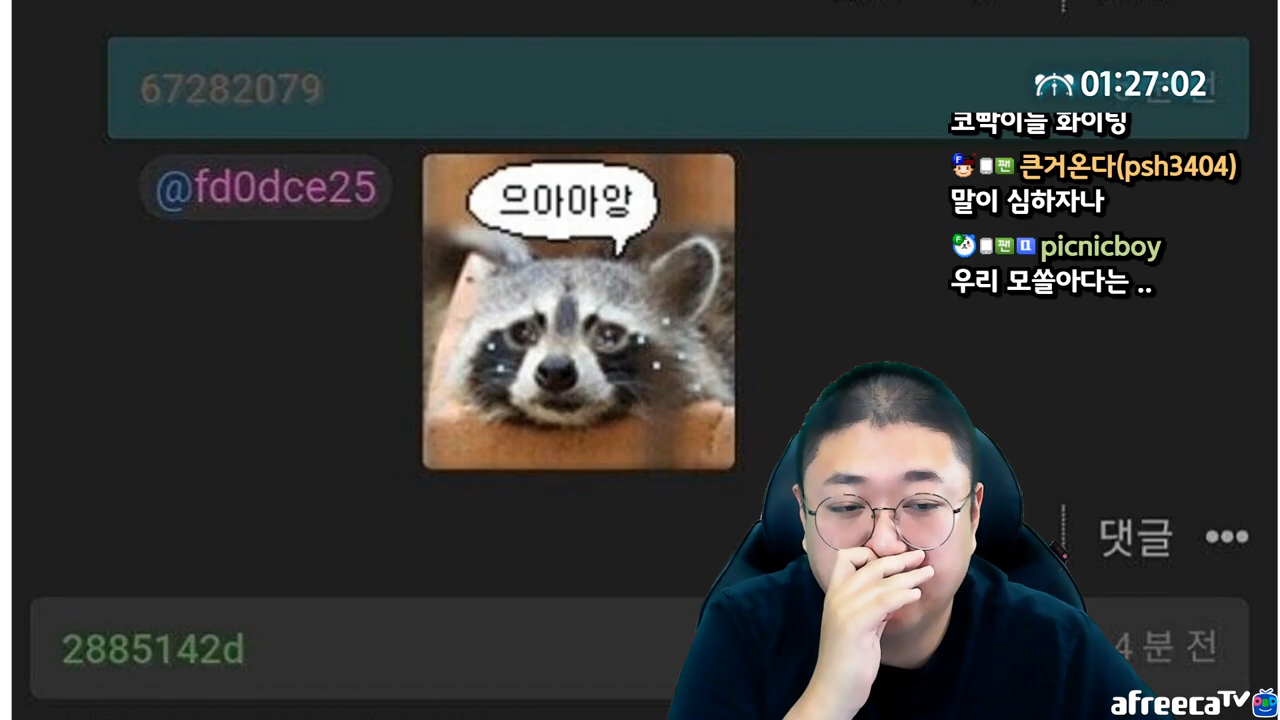 67282079
01:27:02
코딱이들 화이팅
@fd0dce25
으아아앙
큰거온다(psh3404)
말이 심하자나
picnicboy
우리 모쏠아다는 ..
댓글
2885142d
4분 전
afreecaTV